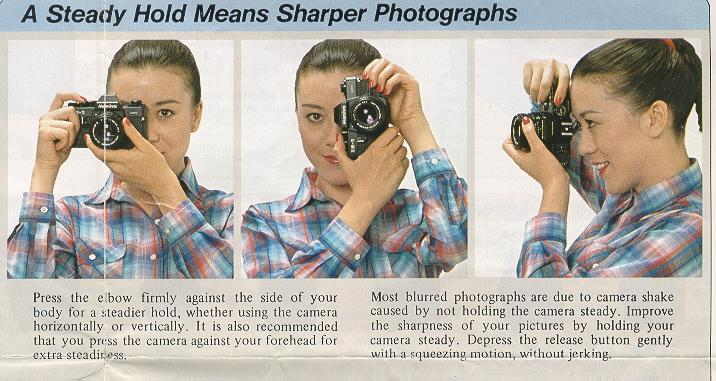 A Steady Hold Means Sharper Photographs
Mamiya
Press the elbow firmly against the side of your
body for a steadier hold, whether using the camera
horizontally or vertically. It is also recommended
that you press the camera against your forehead for
extra steadiness.
Most blurred photographs are due to camera shake
caused by not holding the camera steady. Improve
the sharpness of your pictures by holding your
camera steady. Depress the release button gently
with a squeezing motion, without jerking.